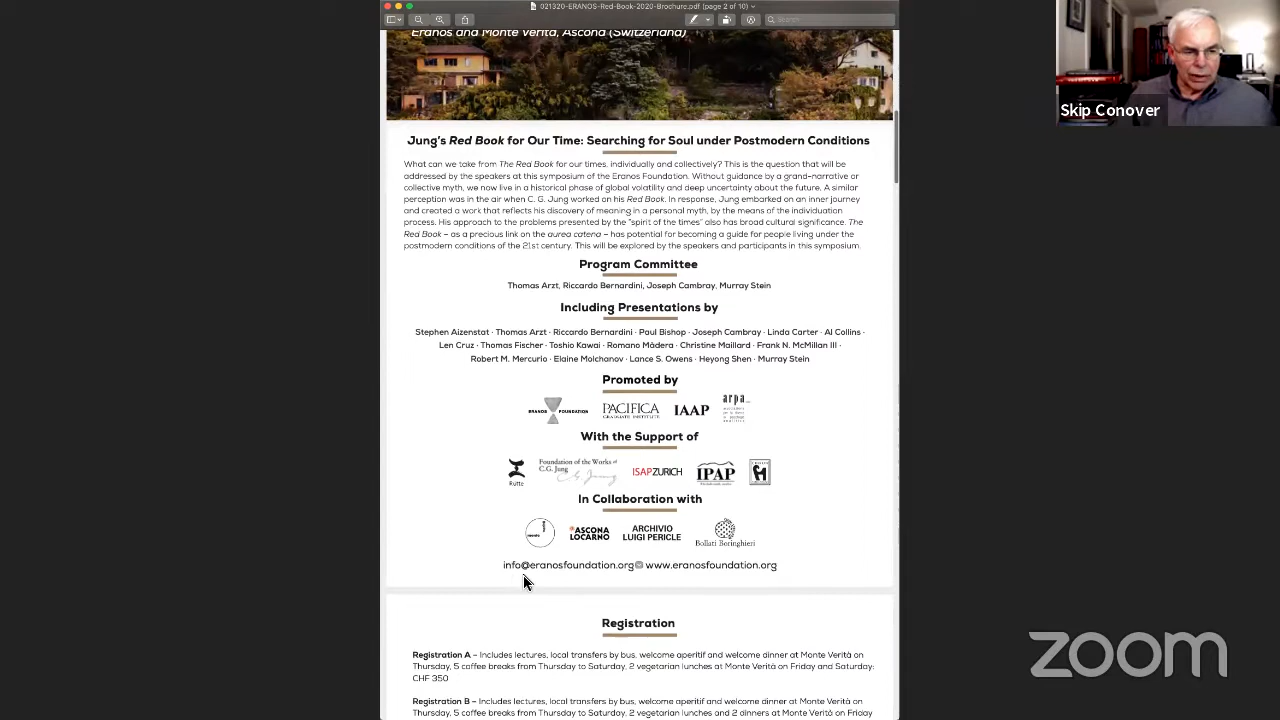 021320-ERANOS-Red-Book-2020-Brochure.pdf (page 2 of 10)
Search
Eranos and Monte Verità, Ascona (Switzerland)
Skip Conover
Jung's Red Book for Our Time: Searching for Soul under Postmodern Conditions
What can we take from The Red Book for our times, individually and collectively? This is the question that will be
addressed by the speakers at this symposium of the Eranos Foundation. Without guidance by a grand-narrative or
collective myth, we now live in a historical phase of global volatility and deep uncertainty about the future. A similar
perception was in the air when C. G. Jung worked on his Red Book. In response, Jung embarked on an inner journey
and created a work that reflects his discovery of meaning in a personal myth, by the means of the individuation
process. His approach to the problems presented by the "spirit of the times" also has broad cultural significance. The
Red Book – as a precious link on the aurea catena – has potential for becoming a guide for people living under the
postmodern conditions of the 21st century. This will be explored by the speakers and participants in this symposium.
Program Committee
Thomas Arzt, Riccardo Bernardini, Joseph Cambray, Murray Stein
Including Presentations by
Stephen Aizenstat · Thomas Arzt · Riccardo Bernardini · Paul Bishop · Joseph Cambray · Linda Carter · Al Collins ·
Len Cruz · Thomas Fischer · Toshio Kawai · Romano Màdera · Christine Maillard · Frank N. McMillan III ·
Robert M. Mercurio · Elaine Molchanov · Lance S. Owens · Heyong Shen · Murray Stein
Promoted by
ERANOS FOUNDATION
PACIFICA
GRADUATE INSTITUTE
IAAP
arpa
With the Support of
Rütte
Foundation of the Works of
C.G. Jung
ISAPZURICH
IPAP
In Collaboration with
monte verità
ASCONA
LOCARNO
ARCHIVIO
LUIGI PERICLE
Bollati Boringhieri
info@eranosfoundation.org www.eranosfoundation.org
Registration
Registration A – Includes lectures, local transfers by bus, welcome aperitif and welcome dinner at Monte Verità on
Thursday, 5 coffee breaks from Thursday to Saturday, 2 vegetarian lunches at Monte Verità on Friday and Saturday:
CHF 350
Registration B – Includes lectures, local transfers by bus, welcome aperitif and welcome dinner at Monte Verità on
Thursday, 5 coffee breaks from Thursday to Saturday, 2 vegetarian lunches and 2 dinners at Monte Verità on Friday
zoom